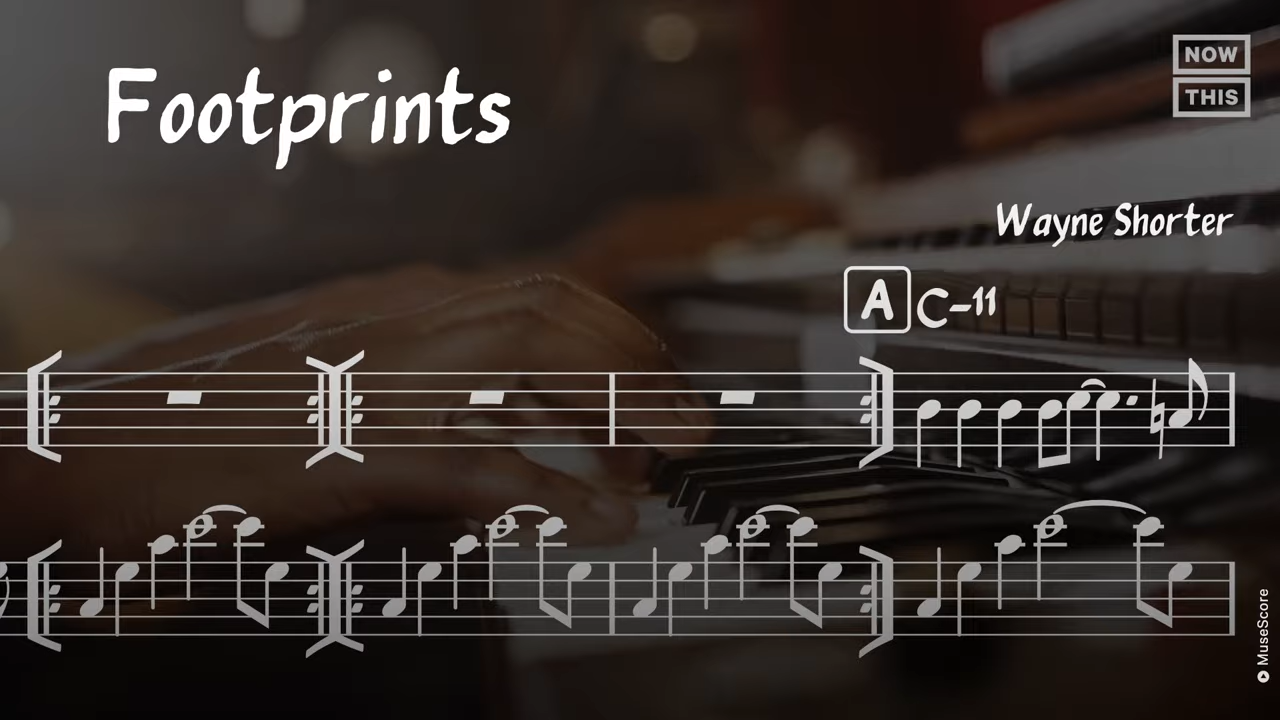 NOW
THIS
Footprints
Wayne Shorter
A C-11
MuseScore